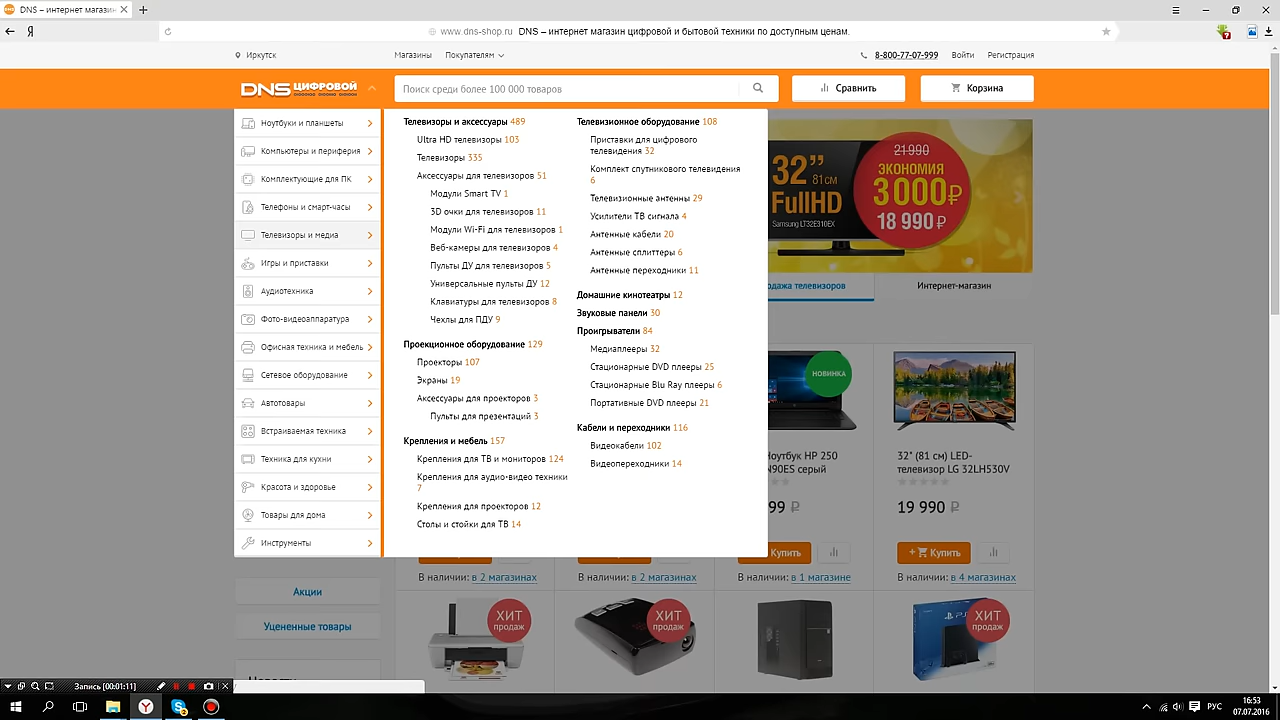 DNS – интернет магазин
Я
www.dns-shop.ru DNS – интернет магазин цифровой и бытовой техники по доступным ценам.
Иркутск
Магазины
Покупателям
8-800-77-07-999
Войти
Регистрация
DNS ЦИФРОВОЙ
Поиск среди более 100 000 товаров
Сравнить
Корзина
Ноутбуки и планшеты
Компьютеры и периферия
Комплектующие для ПК
Телефоны и смарт-часы
Телевизоры и медиа
Игры и приставки
Аудиотехника
Фото-видеоаппаратура
Офисная техника и мебель
Сетевое оборудование
Автотовары
Встраиваемая техника
Техника для кухни
Красота и здоровье
Товары для дома
Инструменты
Акции
Уцененные товары
Телевизоры и аксессуары 489
Ultra HD телевизоры 103
Телевизоры 335
Аксессуары для телевизоров 51
Модули Smart TV 1
3D очки для телевизоров 11
Модули Wi-Fi для телевизоров 1
Веб-камеры для телевизоров 4
Пульты ДУ для телевизоров 5
Универсальные пульты ДУ 12
Клавиатуры для телевизоров 8
Чехлы для ПДУ 9
Проекционное оборудование 129
Проекторы 107
Экраны 19
Аксессуары для проекторов 3
Пульты для презентаций 3
Крепления и мебель 157
Крепления для ТВ и мониторов 124
Крепления для аудио-видео техники
7
Крепления для проекторов 12
Столы и стойки для ТВ 14
Телевизионное оборудование 108
Приставки для цифрового
телевидения 32
Комплект спутникового телевидения
6
Телевизионные антенны 29
Усилители ТВ сигнала 4
Антенные кабели 20
Антенные сплиттеры 6
Антенные переходники 11
Домашние кинотеатры 12
Звуковые панели 30
Проигрыватели 84
Медиаплееры 32
Стационарные DVD плееры 25
Стационарные Blu Ray плееры 6
Портативные DVD плееры 21
Кабели и переходники 116
Видеокабели 102
Видеопереходники 14
32” 81см
FullHD
Samsung LT32E310EX
21990
ЭКОНОМИЯ
3000₽
18 990 ₽
одажа телевизоров
Интернет-магазин
НОВИНКА
оутбук HP 250
N90ES серый
99 ₽
Купить
32" (81 см) LED-
телевизор LG 32LH530V
19 990 ₽
+ Купить
В наличии: в 2 магазинах
В наличии: в 2 магазинах
В наличии: в 1 магазине
В наличии: в 4 магазинах
ХИТ
продаж
ХИТ
продаж
ХИТ
продаж
Запись [00:01:11]
РУС
16:53
07.07.2016